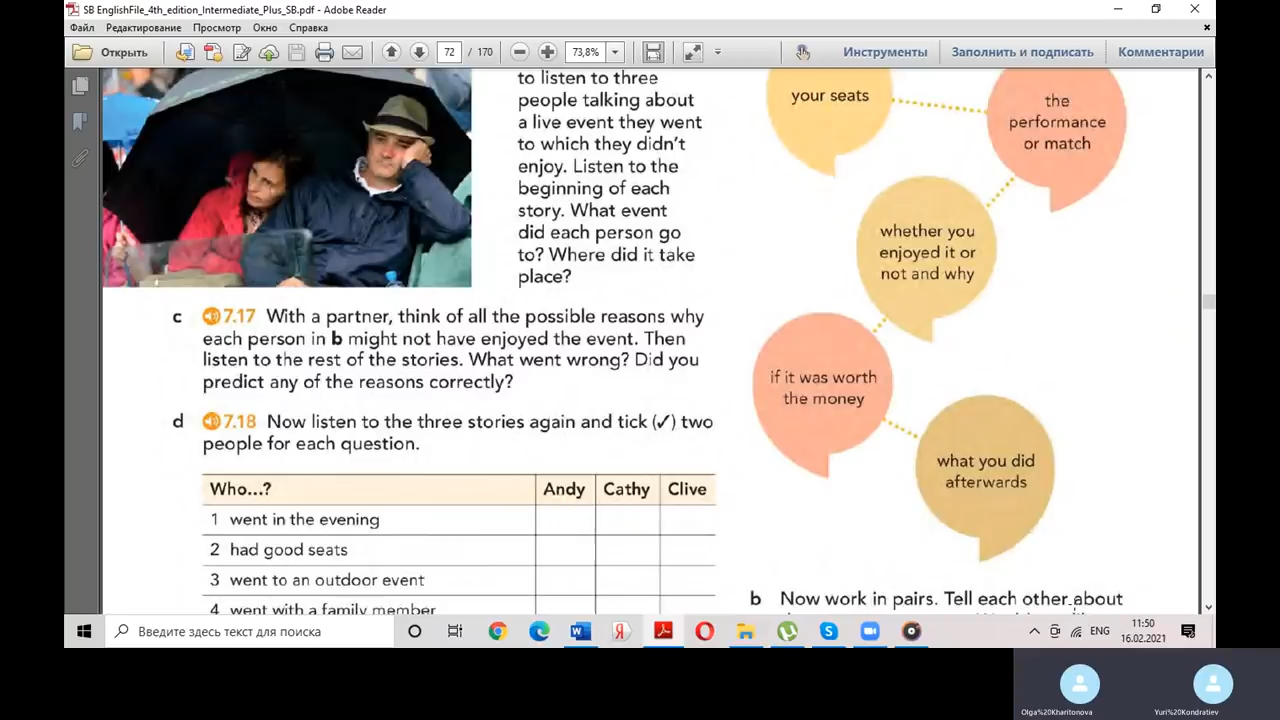 SB EnglishFile_4th_edition_Intermediate_Plus_SB.pdf - Adobe Reader
Файл Редактирование Просмотр Окно Справка
Открыть 72 / 170 73,8% Инструменты Заполнить и подписать Комментарии
to listen to three
people talking about
a live event they went
to which they didn't
enjoy. Listen to the
beginning of each
story. What event
did each person go
to? Where did it take
place?
c 7.17 With a partner, think of all the possible reasons why
each person in b might not have enjoyed the event. Then
listen to the rest of the stories. What went wrong? Did you
predict any of the reasons correctly?
d 7.18 Now listen to the three stories again and tick (✓) two
people for each question.
Who...? Andy Cathy Clive
1 went in the evening
2 had good seats
3 went to an outdoor event
4 went with a family member
your seats
the
performance
or match
whether you
enjoyed it or
not and why
if it was worth
the money
what you did
afterwards
b Now work in pairs. Tell each other about
Введите здесь текст для поиска
ENG
11:50
16.02.2021
Olga%20Kharitonova
Yuri%20Kondratiev